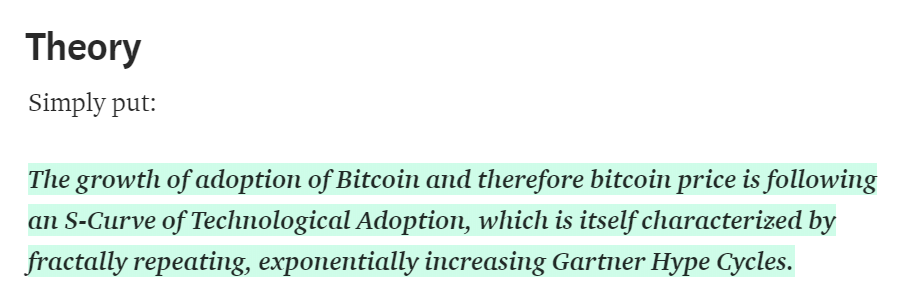 Theory
Simply put:
The growth of adoption of Bitcoin and therefore bitcoin price is following
an S-Curve of Technological Adoption, which is itself characterized by
fractally repeating, exponentially increasing Gartner Hype Cycles.